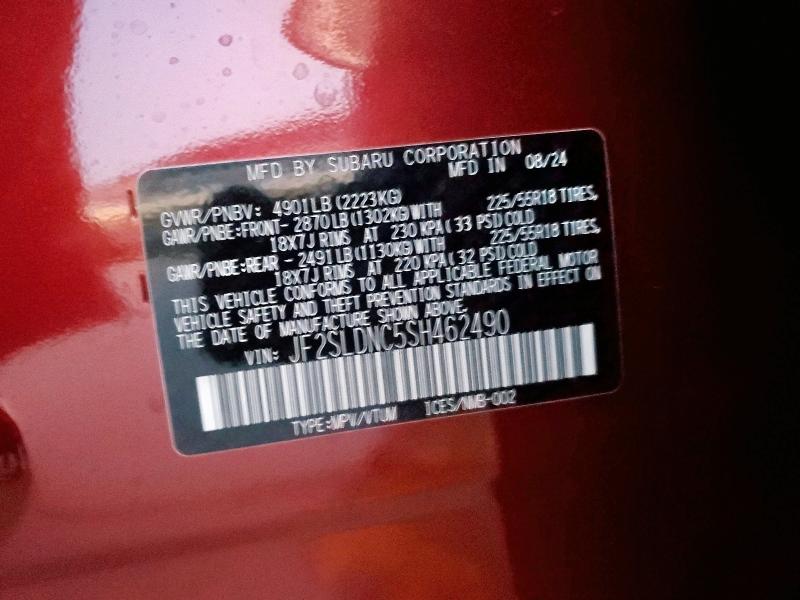 MFD BY SUBARU CORPORATION
MFD IN 08/24
GVWR/PNBV: 4901LB(2223KG)
GAWR/PNBE:FRONT- 2870LB(1302KG)WITH 225/55R18 TIRES,
18X7J RIMS AT 230 KPA(33 PSI)COLD
GAWR/PNBE:REAR - 2491LB(1130KG)WITH 225/55R18 TIRES,
18X7J RIMS AT 220 KPA(32 PSI)COLD
THIS VEHICLE CONFORMS TO ALL APPLICABLE FEDERAL MOTOR
VEHICLE SAFETY AND THEFT PREVENTION STANDARDS IN EFFECT ON
THE DATE OF MANUFACTURE SHOWN ABOVE.
VIN: JF2SLDNC5SH462490
TYPE:MPV/VTUM ICES/NMB-002